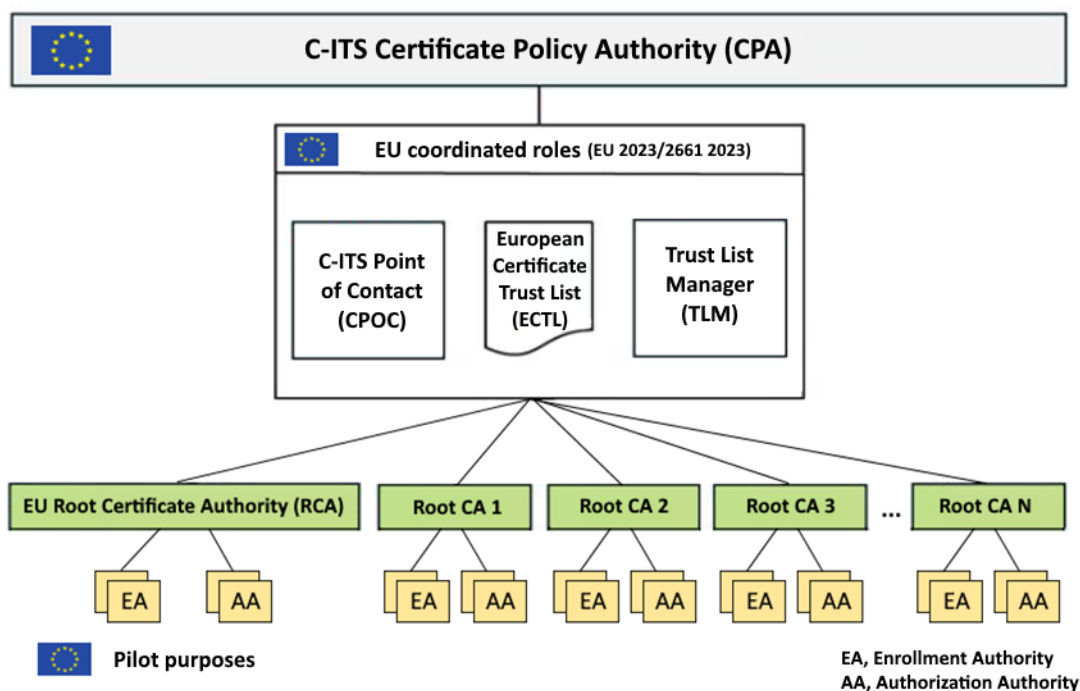 C-ITS Certificate Policy Authority (CPA)
EU coordinated roles (EU 2023/2661 2023)
C-ITS Point
of Contact
(CPOC)
European
Certificate
Trust List
(ECTL)
Trust List
Manager
(TLM)
EU Root Certificate Authority (RCA)
Root CA 1
Root CA 2
Root CA 3
...
Root CA N
EA
AA
EA
AA
EA
AA
EA
AA
EA
AA
Pilot purposes
EA, Enrollment Authority
AA, Authorization Authority